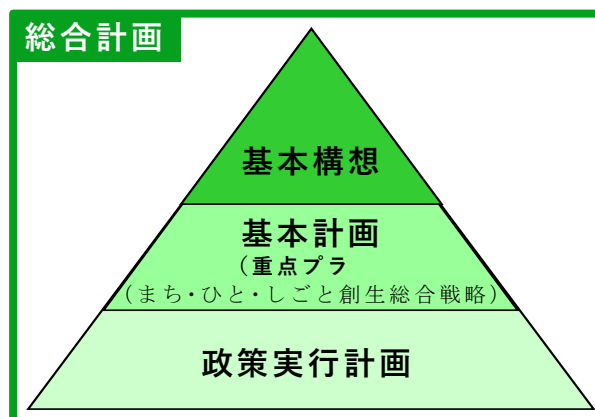 総合計画
基本構想
基本計画
(重点プラ
(まち・ひと・しごと創生総合戦略)
政策実行計画